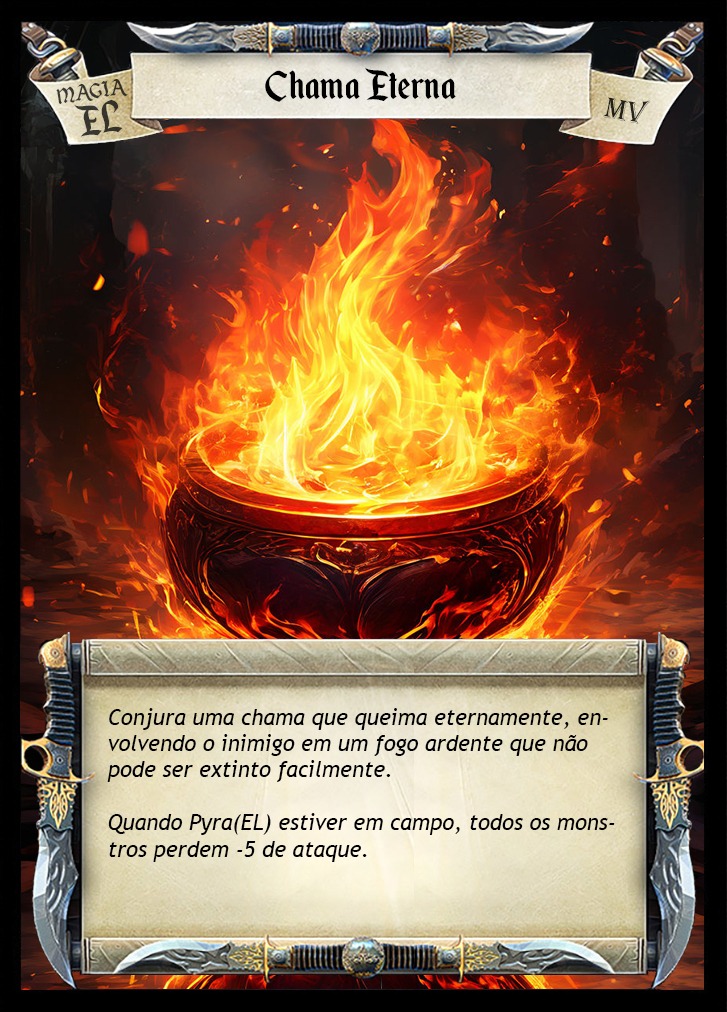 MAGIA
EL
Chama Eterna
MV
Conjura uma chama que queima eternamente, en-
volvendo o inimigo em um fogo ardente que não
pode ser extinto facilmente.
Quando Pyra(EL) estiver em campo, todos os mons-
tros perdem -5 de ataque.